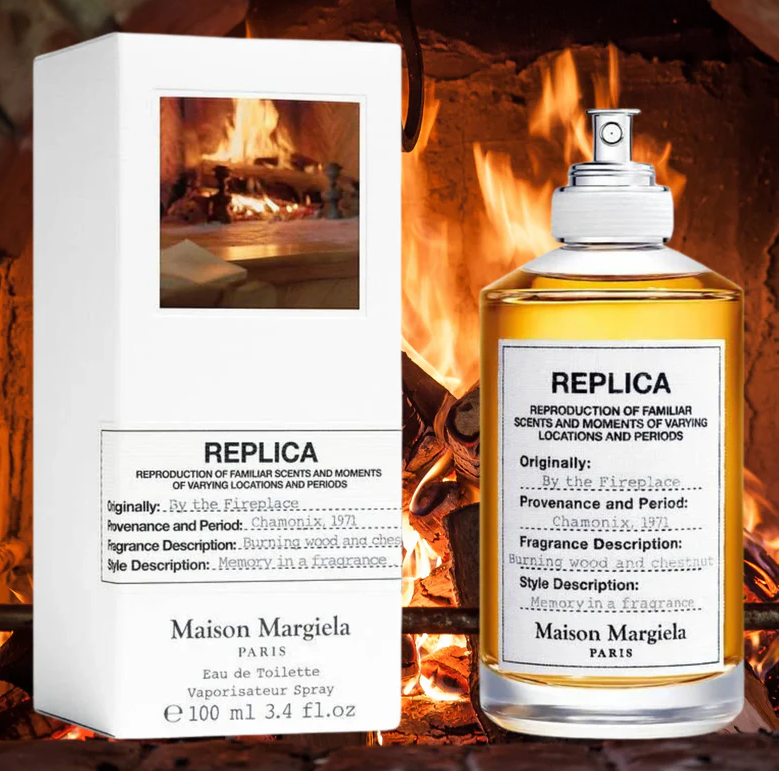 REPLICA
REPRODUCTION OF FAMILIAR SCENTS AND MOMENTS
OF VARYING LOCATIONS AND PERIODS
Originally: By the Fireplace
Provenance and Period: Chamonix, 1971
Fragrance Description: Burning wood and ches
Style Description: Memory in a fragrance
Maison Margiela
PARIS
Eau de Toilette
Vaporisateur Spray
℮ 100 ml 3.4 fl.oz
REPLICA
REPRODUCTION OF FAMILIAR
SCENTS AND MOMENTS OF VARYING
LOCATIONS AND PERIODS
Originally:
By the Fireplace
Provenance and Period:
Chamonix, 1971
Fragrance Description:
Burning wood and chestnut
Style Description:
Memory in a fragrance
Maison Margiela
PARIS